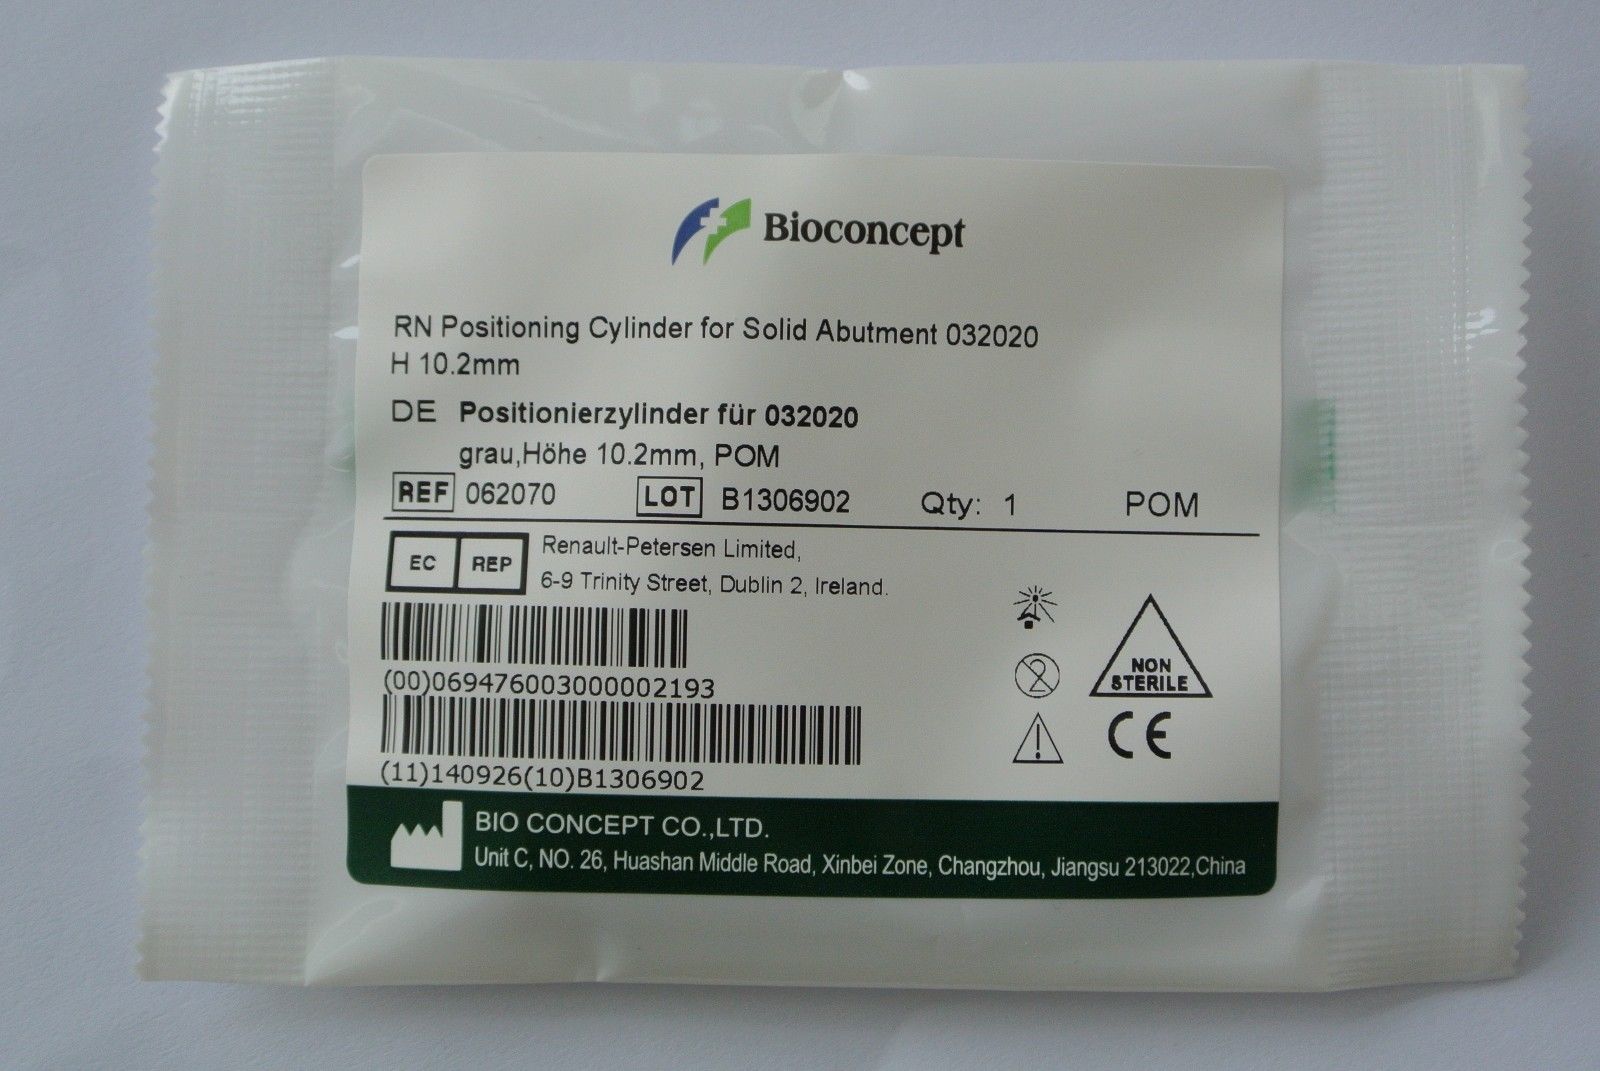 Bioconcept
RN Positioning Cylinder for Solid Abutment 032020
H 10.2mm
DE Positionierzylinder für 032020
grau,Höhe 10.2mm, POM
REF 062070 LOT B1306902 Qty: 1 POM
EC REP Renault-Petersen Limited,
6-9 Trinity Street, Dublin 2, Ireland.
(00)069476003000002193
2
NON
STERILE
!
CE
(11)140926(10)B1306902
BIO CONCEPT CO.,LTD.
Unit C, NO. 26, Huashan Middle Road, Xinbei Zone, Changzhou, Jiangsu 213022,China